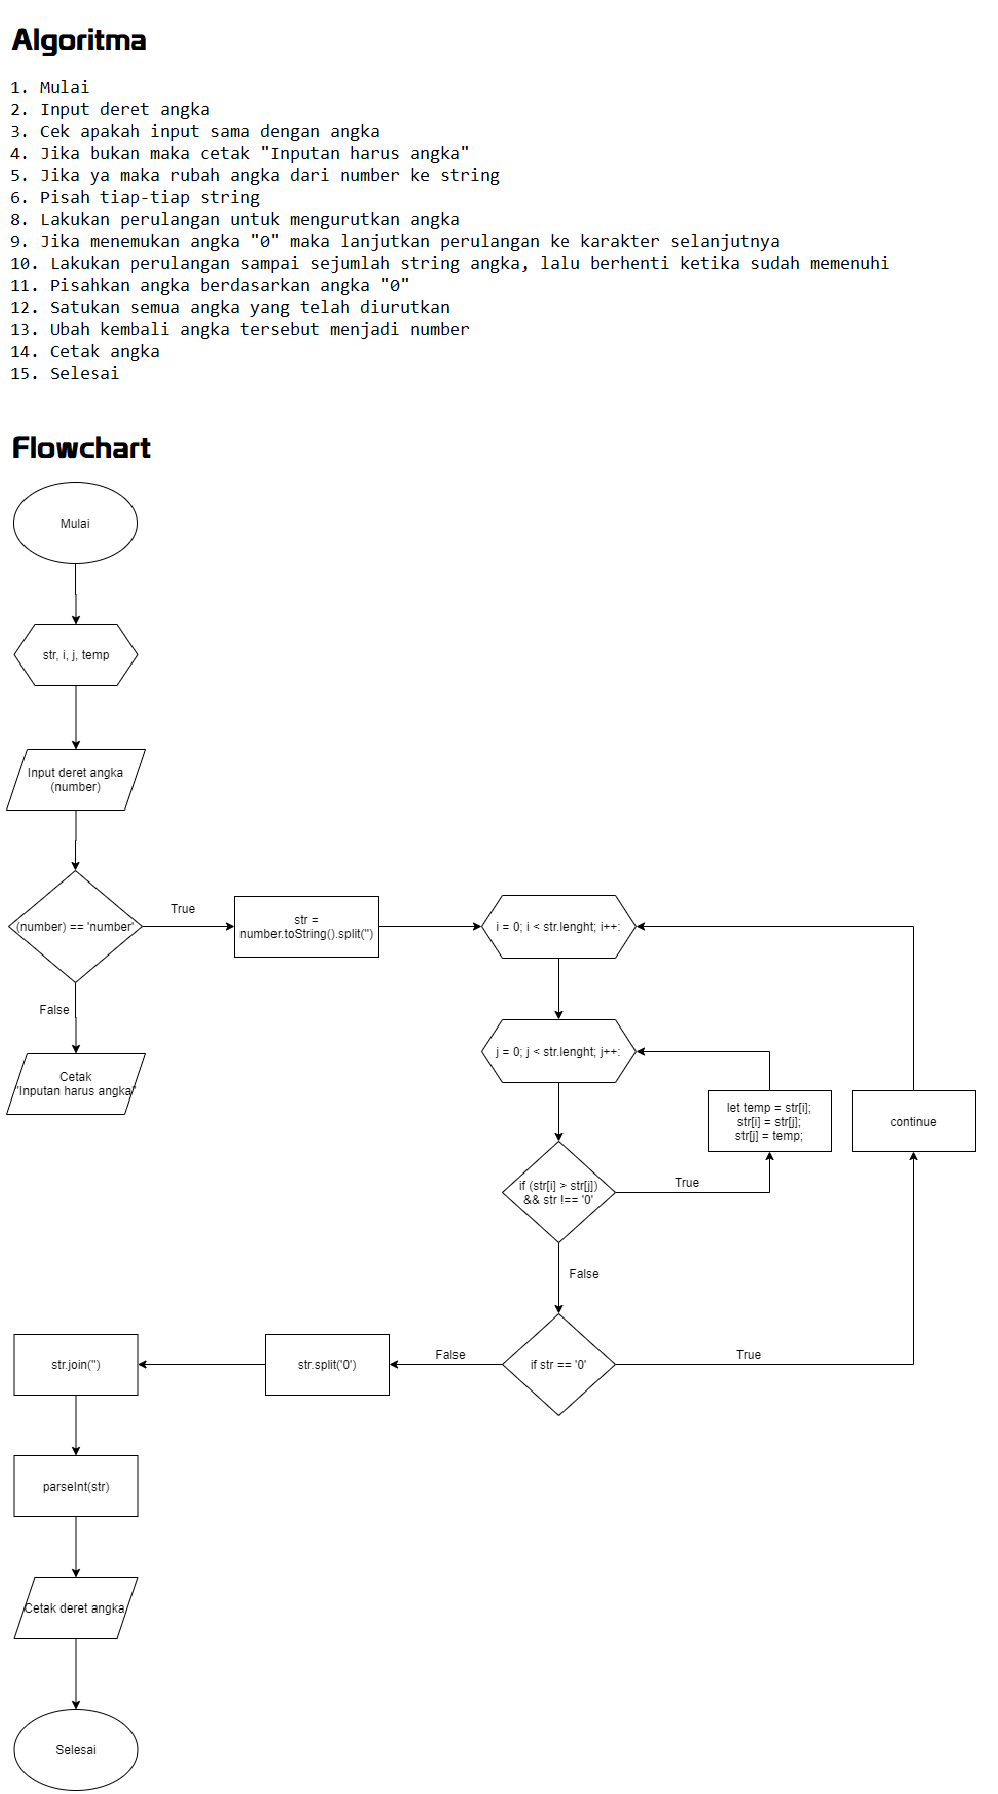 Algoritma
1. Mulai
2. Input deret angka
3. Cek apakah input sama dengan angka
4. Jika bukan maka cetak "Inputan harus angka"
5. Jika ya maka rubah angka dari number ke string
6. Pisah tiap-tiap string
8. Lakukan perulangan untuk mengurutkan angka
9. Jika menemukan angka "0" maka lanjutkan perulangan ke karakter selanjutnya
10. Lakukan perulangan sampai sejumlah string angka, lalu berhenti ketika sudah memenuhi
11. Pisahkan angka berdasarkan angka "0"
12. Satukan semua angka yang telah diurutkan
13. Ubah kembali angka tersebut menjadi number
14. Cetak angka
15. Selesai
Flowchart
Mulai
str, i, j, temp
Input deret angka
(number)
(number) == 'number'
True
str =
number.toString().split('')
i = 0; i < str.lenght; i++:
False
Cetak
"Inputan harus angka"
j = 0; j < str.lenght; j++:
let temp = str[i];
str[i] = str[j];
str[j] = temp;
continue
if (str[i] > str[j])
&& str !== '0'
True
False
if str == '0'
True
False
str.split('0')
str.join('')
parseInt(str)
Cetak deret angka
Selesai